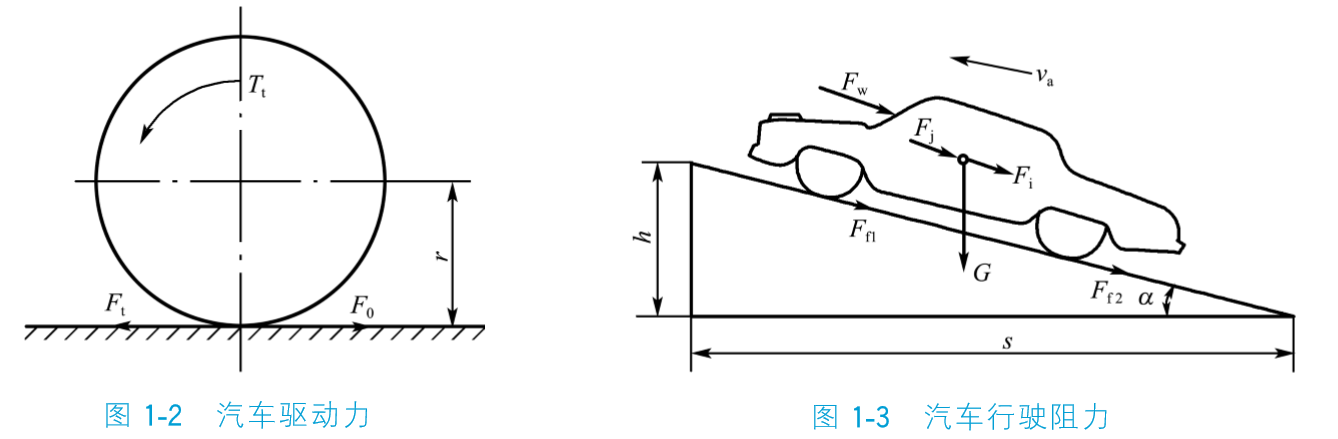 T_t
r
F_t
F_0
图 1-2 汽车驱动力
v_a
F_w
F_j
F_i
F_f1
h
G
F_f2
α
s
图 1-3 汽车行驶阻力